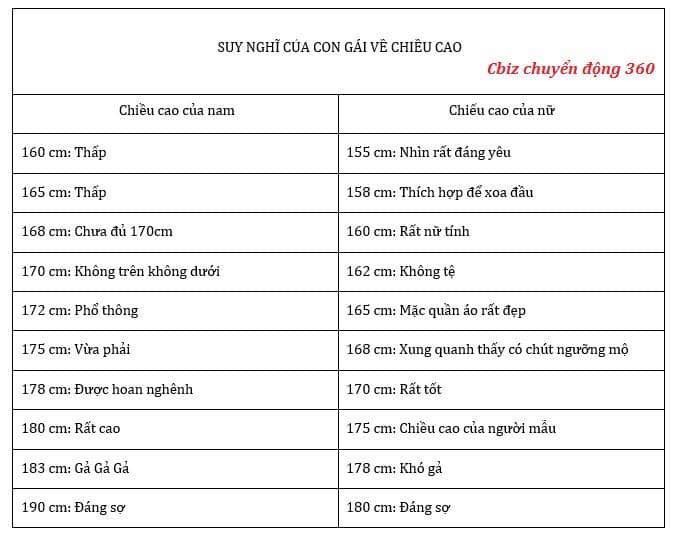 SUY NGHĨ CỦA CON GÁI VỀ CHIỀU CAO
Cbiz chuyển động 360
Chiều cao của nam
Chiếu cao của nữ
160 cm: Thấp
155 cm: Nhìn rất đáng yêu
165 cm: Thấp
158 cm: Thích hợp để xoa đầu
168 cm: Chưa đủ 170cm
160 cm: Rất nữ tính
170 cm: Không trên không dưới
162 cm: Không tệ
172 cm: Phổ thông
165 cm: Mặc quần áo rất đẹp
175 cm: Vừa phải
168 cm: Xung quanh thấy có chút ngưỡng mộ
178 cm: Được hoan nghênh
170 cm: Rất tốt
180 cm: Rất cao
175 cm: Chiều cao của người mẫu
183 cm: Gả Gả Gả
178 cm: Khó gả
190 cm: Đáng sợ
180 cm: Đáng sợ